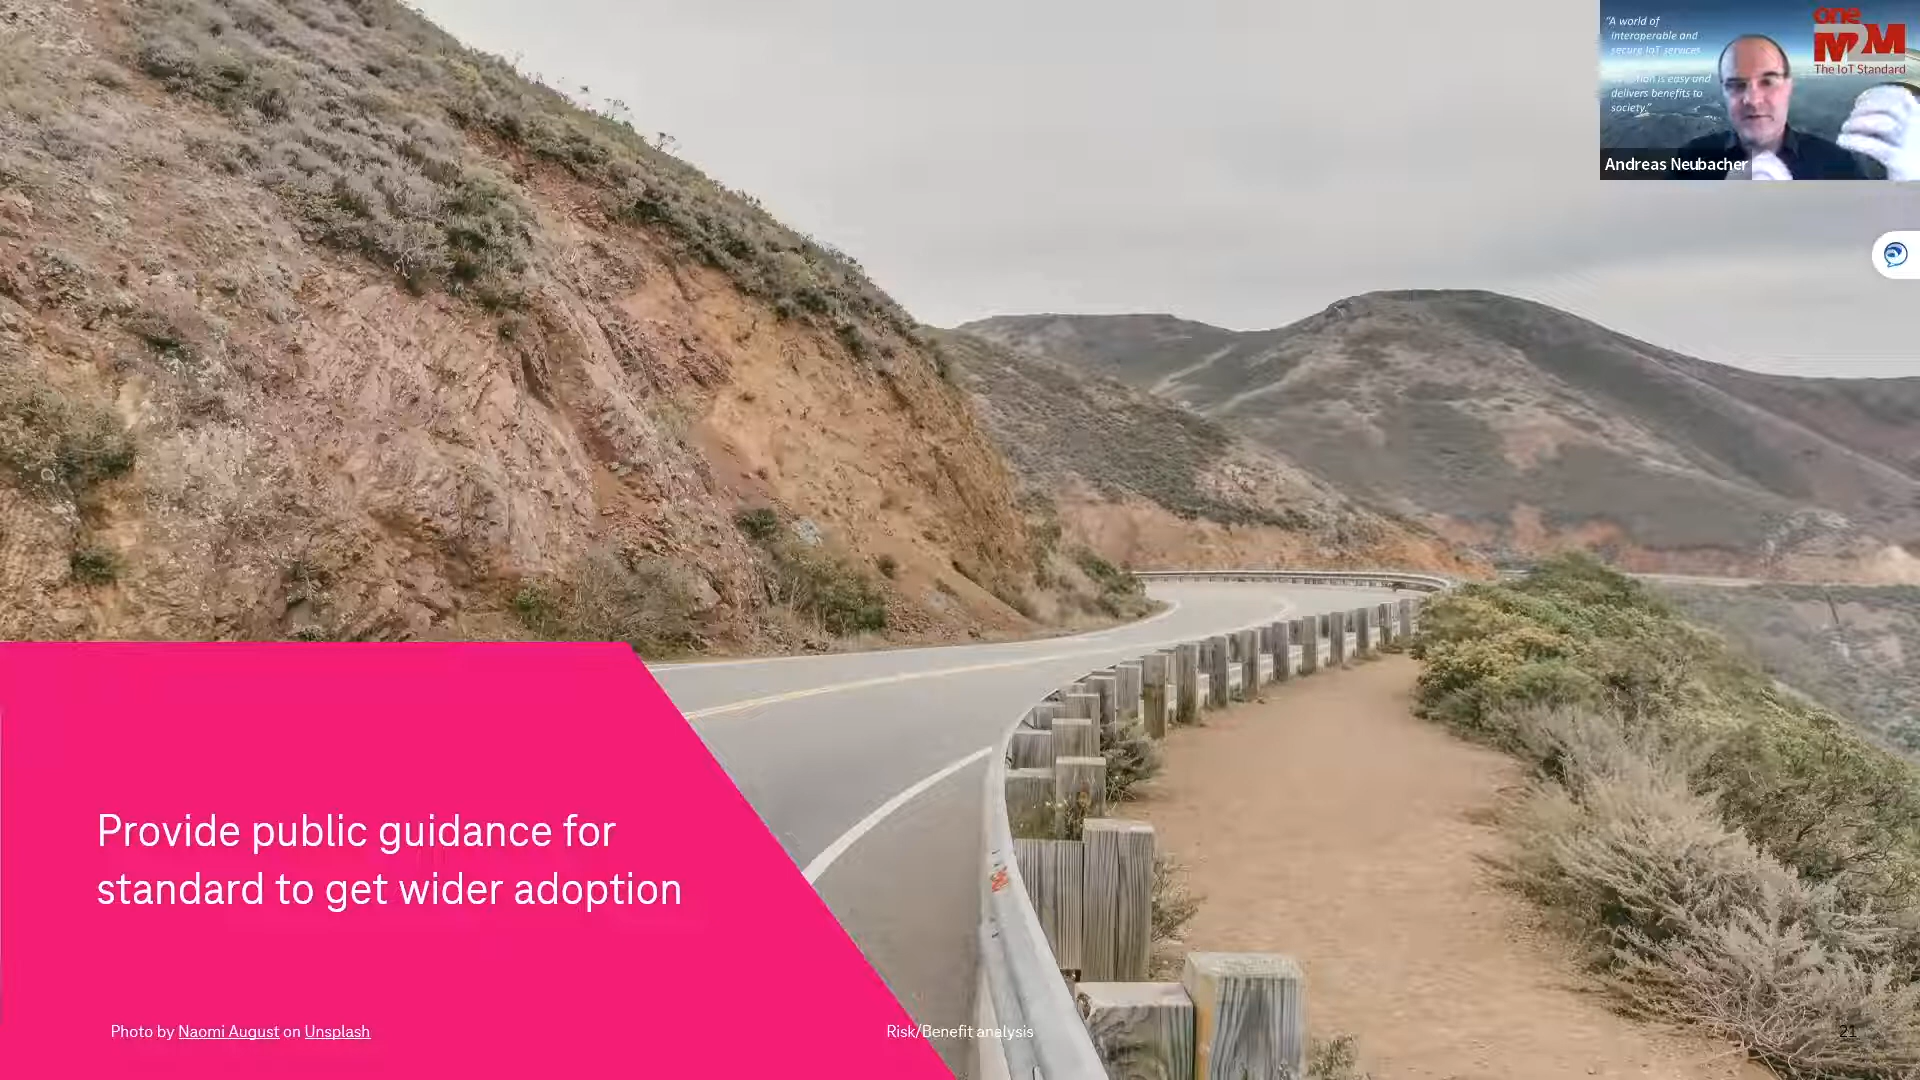 "A world of
interoperable and
secure IoT services
is easy and
delivers benefits to
society."
one
M2M
The IoT Standard
Andreas Neubacher
Provide public guidance for
standard to get wider adoption
Photo by Naomi August on Unsplash
Risk/Benefit analysis
21